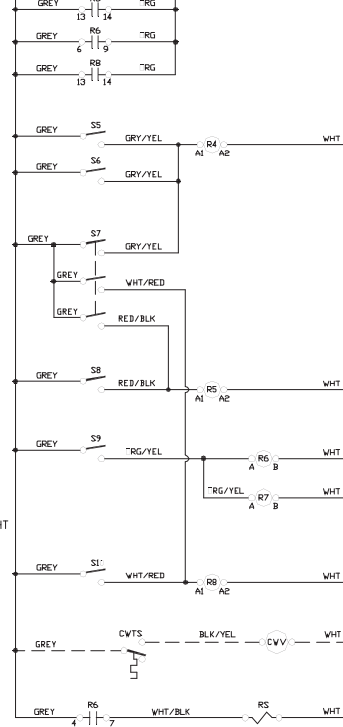 GREY
13 14
GREY R6
6 9
GREY R8
13 14
GREY S5 GRY/YEL R4 WHT
A1 A2
GREY S6 GRY/YEL
GREY S7 GRY/YEL
GREY WHT/RED
GREY RED/BLK
GREY S8 RED/BLK R5 WHT
A1 A2
GREY S9 R6 WHT
A B
R7 WHT
A B
GREY WHT/RED R8 WHT
A1 A2
GREY CWTS BLK/YEL CWV WHT
GREY R6 WHT/BLK RS WHT
4 7